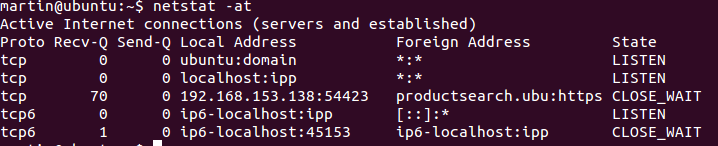 martin@ubuntu:~$ netstat -at
Active Internet connections (servers and established)
Proto Recv-Q Send-Q Local Address           Foreign Address         State
tcp        0      0 ubuntu:domain           *:*                     LISTEN
tcp        0      0 localhost:ipp           *:*                     LISTEN
tcp       70      0 192.168.153.138:54423   productsearch.ubu:https CLOSE_WAIT
tcp6       0      0 ip6-localhost:ipp       [::]:*                  LISTEN
tcp6       1      0 ip6-localhost:45153     ip6-localhost:ipp       CLOSE_WAIT